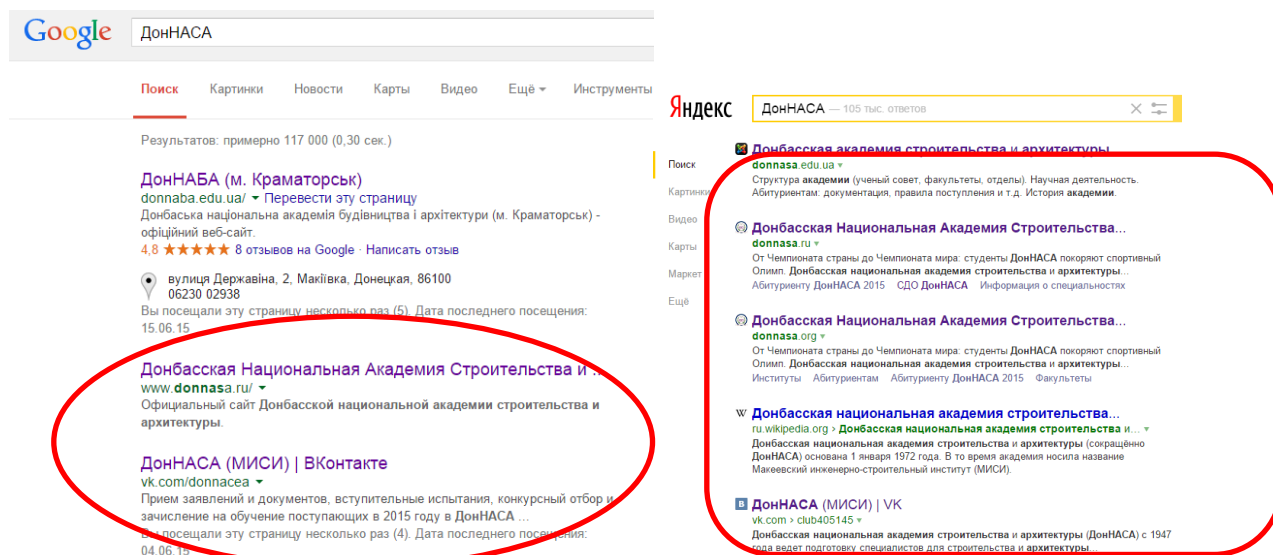 Google
ДонНАСА
Поиск Картинки Новости Карты Видео Ещё Инструменты
Результатов: примерно 117 000 (0,30 сек.)
ДонНАБА (м. Краматорськ)
donnaba.edu.ua/ Перевести эту страницу
Донбаська національна академія будівництва і архітектури (м. Краматорськ) -
офіційний веб-сайт.
4,8 ★★★★★ 8 отзывов на Google · Написать отзыв
вулиця Державіна, 2, Макіївка, Донецкая, 86100
06230 02938
Вы посещали эту страницу несколько раз (5). Дата последнего посещения:
15.06.15
Донбасская Национальная Академия Строительства и ...
www.donnasa.ru/
Официальный сайт Донбасской национальной академии строительства и
архитектуры.
ДонНАСА (МИСИ) | ВКонтакте
vk.com/donnacea
Прием заявлений и документов, вступительные испытания, конкурсный отбор и
зачисление на обучение поступающих в 2015 году в ДонНАСА ...
Вы посещали эту страницу несколько раз (4). Дата последнего посещения:
04.06.15
Яндекс
ДонНАСА — 105 тыс. ответов
Поиск
Картинки
Видео
Карты
Маркет
Ещё
Донбасская академия строительства и архитектуры
donnasa.edu.ua
Структура академии (ученый совет, факультеты, отделы). Научная деятельность.
Абитуриентам: документация, правила поступления и т.д. История академии.
Донбасская Национальная Академия Строительства...
donnasa.ru
От Чемпионата страны до Чемпионата мира: студенты ДонНАСА покоряют спортивный
Олимп. Донбасская национальная академия строительства и архитектуры...
Абитуриенту ДонНАСА 2015 СДО ДонНАСА Информация о специальностях
Донбасская Национальная Академия Строительства...
donnasa.org
От Чемпионата страны до Чемпионата мира: студенты ДонНАСА покоряют спортивный
Олимп. Донбасская национальная академия строительства и архитектуры...
Институты Абитуриентам Абитуриенту ДонНАСА 2015 Факультеты
W Донбасская национальная академия строительства...
ru.wikipedia.org › Донбасская национальная академия строительства и...
Донбасская национальная академия строительства и архитектуры (сокращённо
ДонНАСА) основана 1 января 1972 года. В то время академия носила название
Макеевский инженерно-строительный институт (МИСИ).
В ДонНАСА (МИСИ) | VK
vk.com › club405145
Донбасская национальная академия строительства и архитектуры (ДонНАСА) с 1947
года ведет подготовку специалистов для строительства и архитектуры...